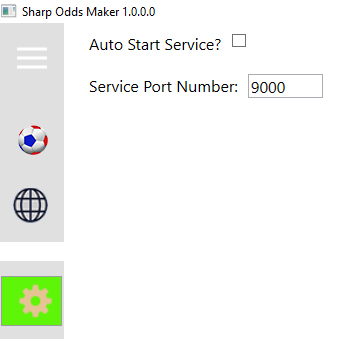 Sharp Odds Maker 1.0.0.0
Auto Start Service?
Service Port Number: 9000